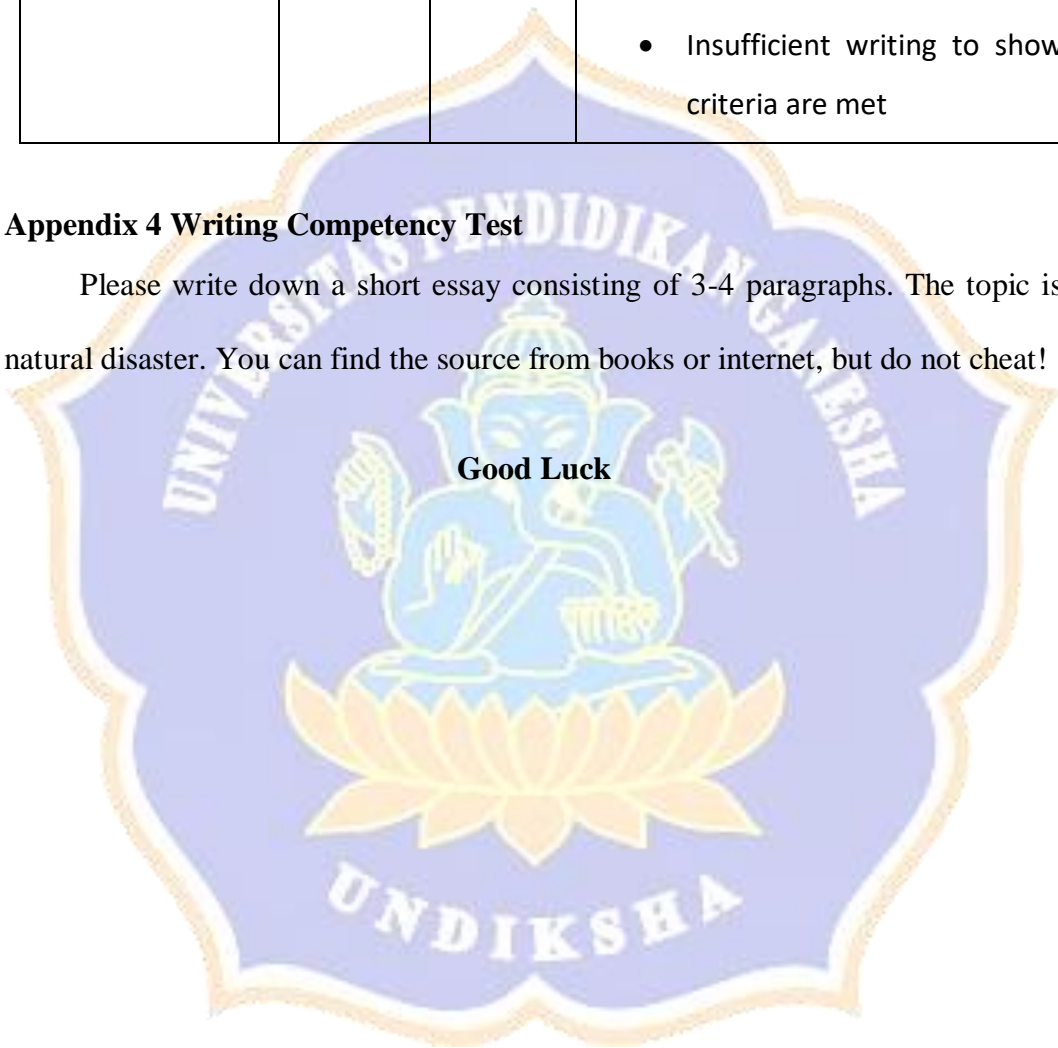 • Insufficient writing to show
criteria are met
Appendix 4 Writing Competency Test
Please write down a short essay consisting of 3-4 paragraphs. The topic is
natural disaster. You can find the source from books or internet, but do not cheat!
Good Luck
UNIVERSITAS PENDIDIKAN GANESHA
UNDIKSHA